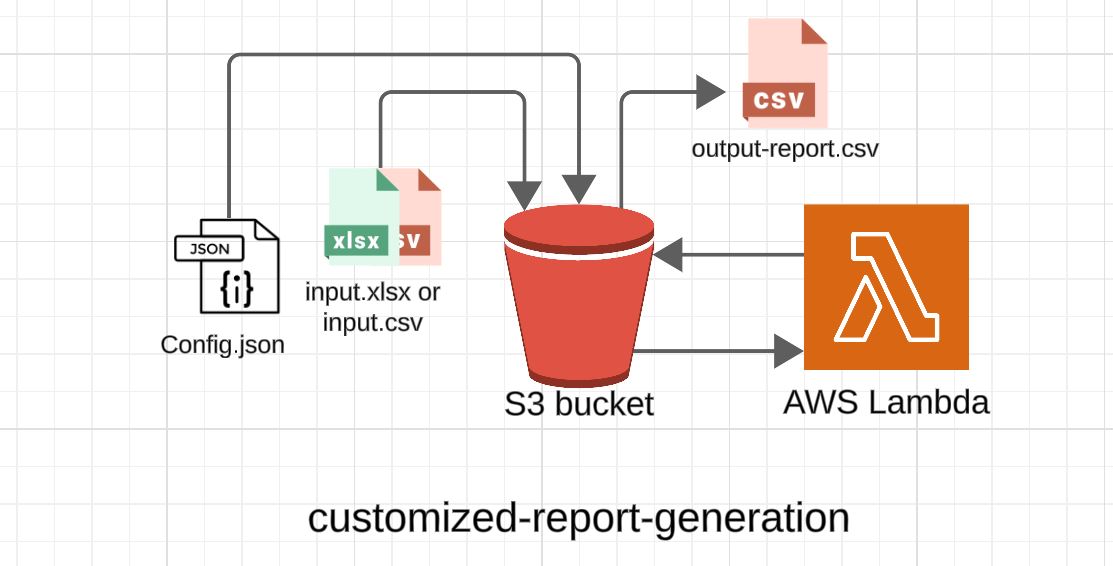 csv
output-report.csv
JSON
{i}
Config.json
xlsx
sv
input.xlsx or
input.csv
S3 bucket
AWS Lambda
customized-report-generation